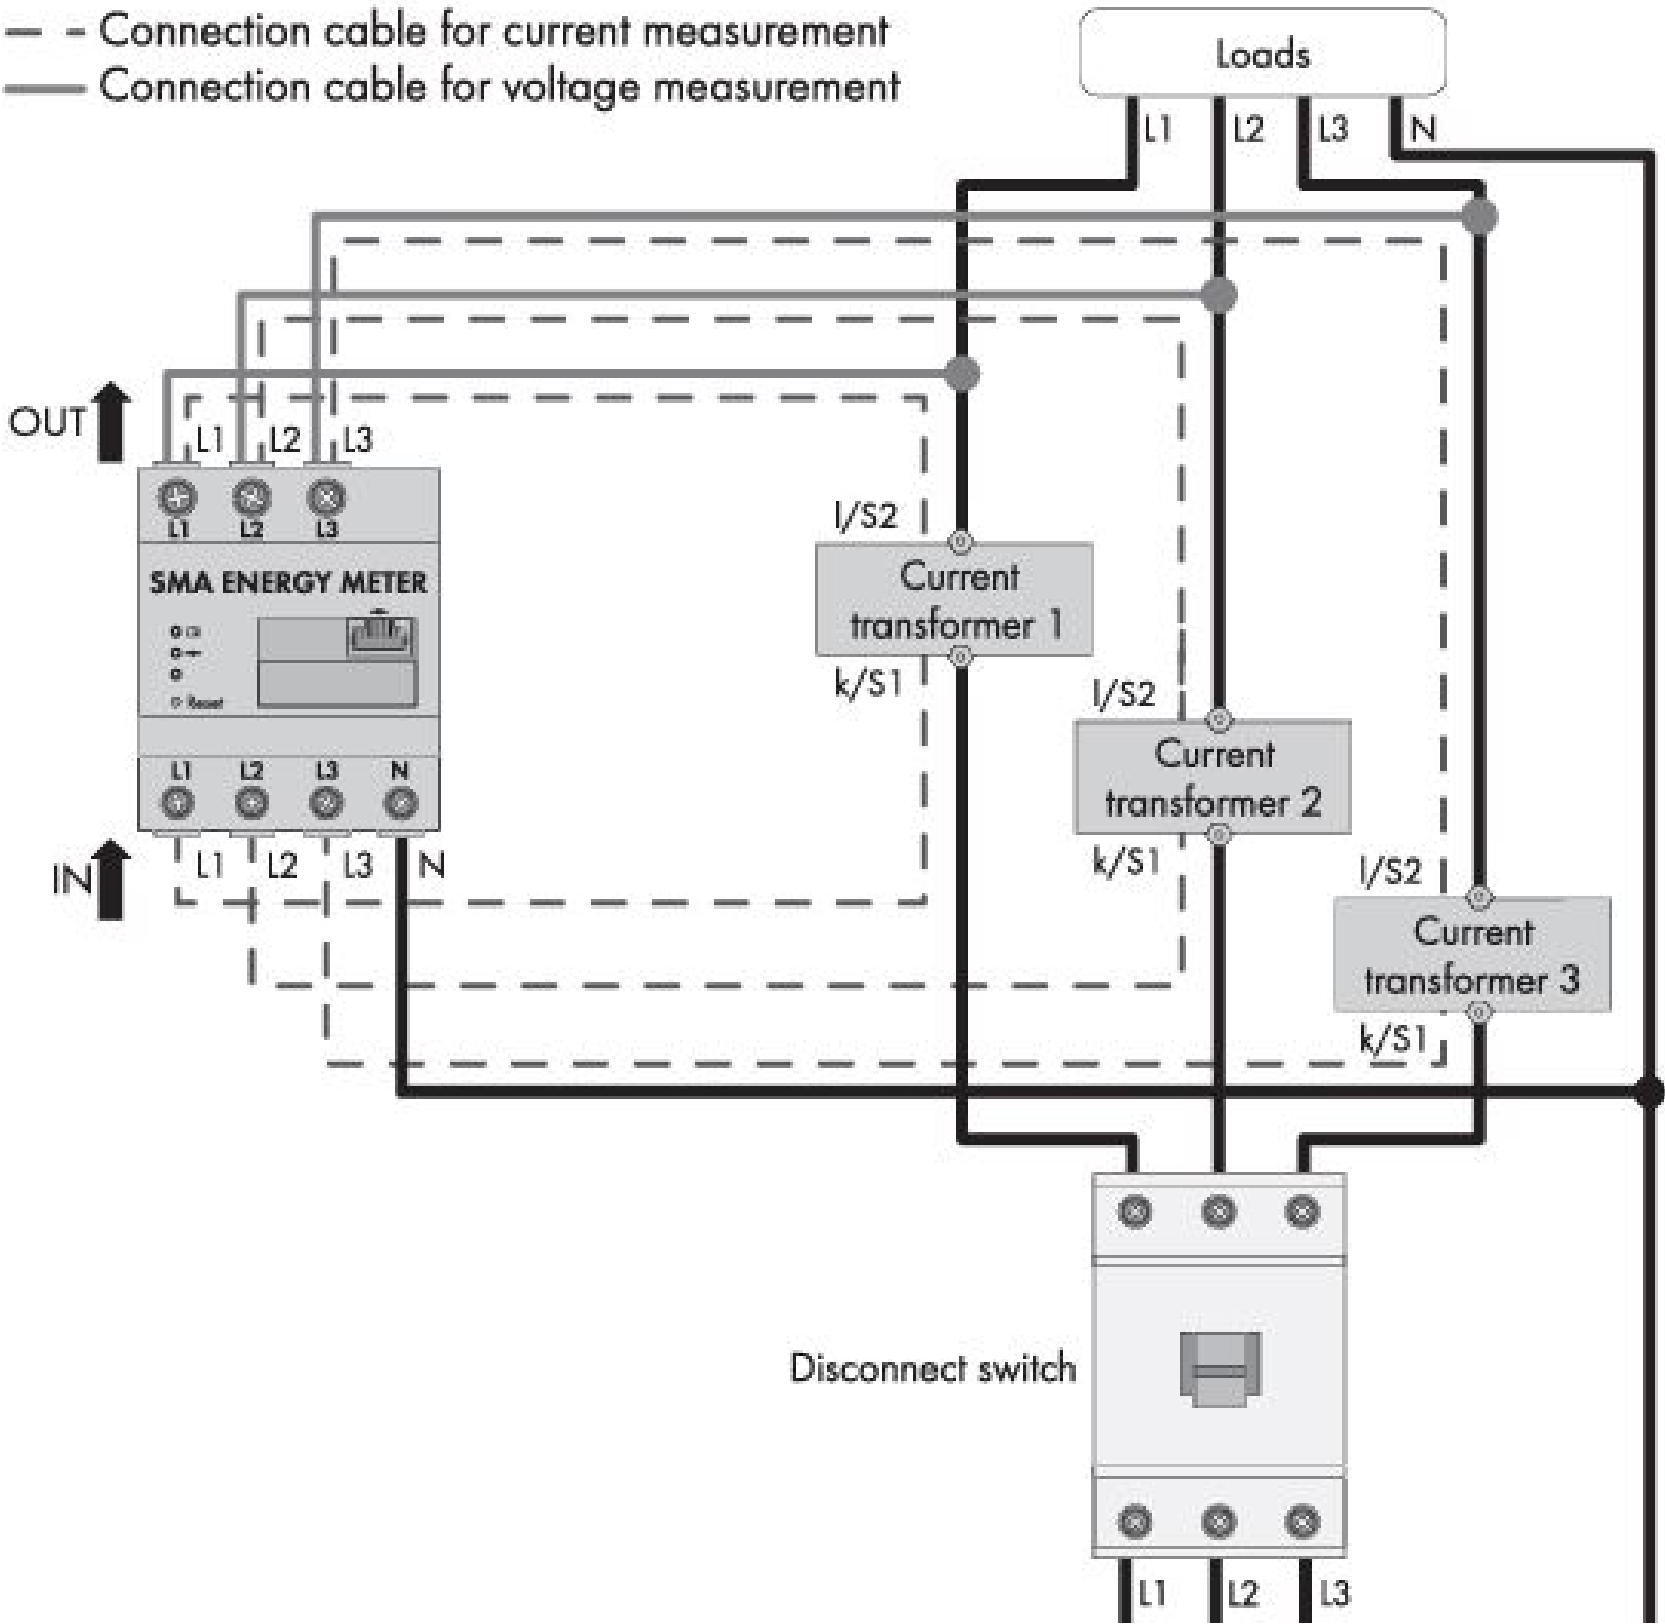 Connection cable for current measurement
Connection cable for voltage measurement
Loads
L1 L2 L3 N
OUT
L1 L2 L3
L1 L2 L3
SMA ENERGY METER
Reset
L1 L2 L3 N
IN
L1 L2 L3 N
l/S2
Current
transformer 1
k/S1
l/S2
Current
transformer 2
k/S1
l/S2
Current
transformer 3
k/S1
Disconnect switch
L1 L2 L3